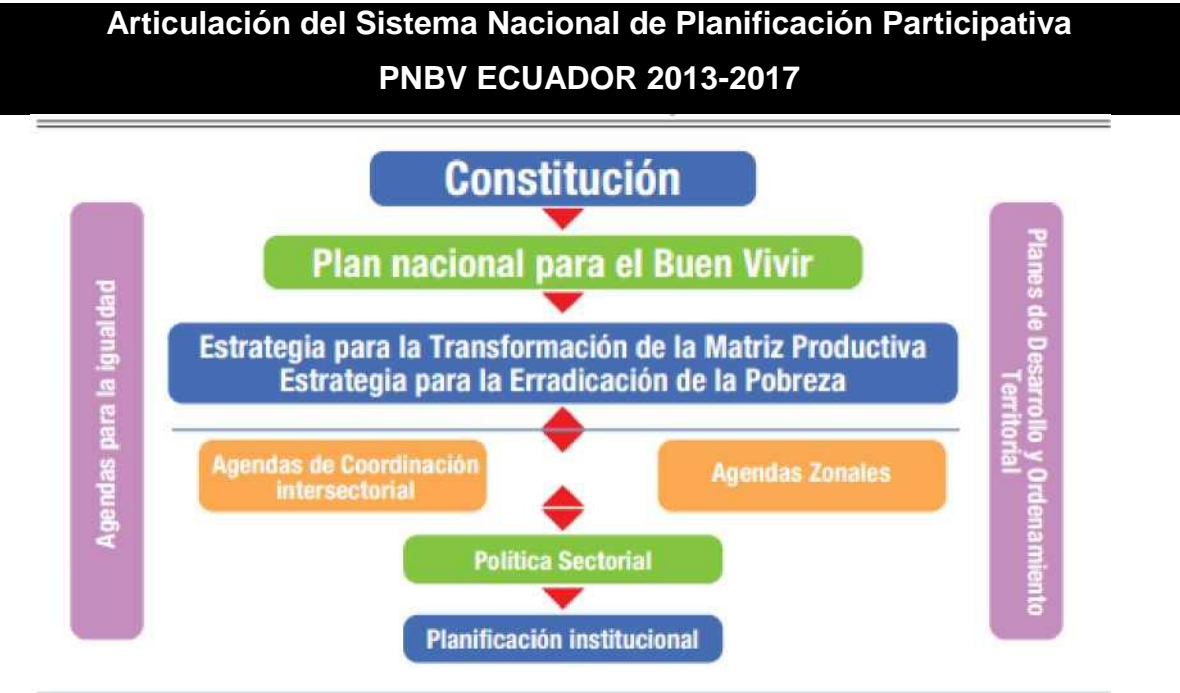 Articulación del Sistema Nacional de Planificación Participativa
PNBV ECUADOR 2013-2017
Constitución
Plan nacional para el Buen Vivir
Estrategia para la Transformación de la Matriz Productiva
Estrategia para la Erradicación de la Pobreza
Agendas para la igualdad
Agendas de Coordinación
intersectorial
Agendas Zonales
Planes de Desarrollo y Ordenamiento
Territorial
Política Sectorial
Planificación institucional